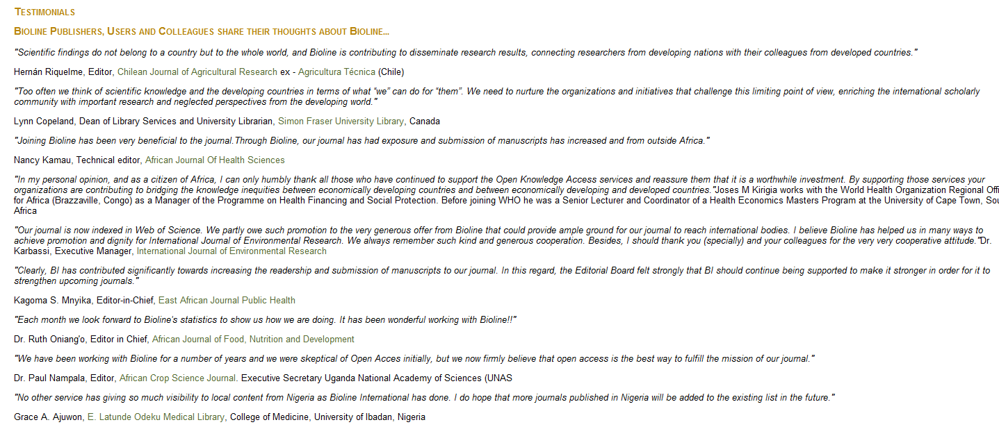 TESTIMONIALS
BIOLINE PUBLISHERS, USERS AND COLLEAGUES SHARE THEIR THOUGHTS ABOUT BIOLINE...
"Scientific findings do not belong to a country but to the whole world, and Bioline is contributing to disseminate research results, connecting researchers from developing nations with their colleagues from developed countries."
Hernán Riquelme, Editor, Chilean Journal of Agricultural Research ex - Agricultura Técnica (Chile)
"Too often we think of scientific knowledge and the developing countries in terms of what “we” can do for “them”. We need to nurture the organizations and initiatives that challenge this limiting point of view, enriching the international scholarly
community with important research and neglected perspectives from the developing world."
Lynn Copeland, Dean of Library Services and University Librarian, Simon Fraser University Library, Canada
"Joining Bioline has been very beneficial to the journal.Through Bioline, our journal has had exposure and submission of manuscripts has increased and from outside Africa."
Nancy Kamau, Technical editor, African Journal Of Health Sciences
"In my personal opinion, and as a citizen of Africa, I can only humbly thank all those who have continued to support the Open Knowledge Access services and reassure them that it is a worthwhile investment. By supporting those services your
organizations are contributing to bridging the knowledge inequities between economically developing countries and between economically developing and developed countries."Joses M Kirigia works with the World Health Organization Regional Offi
for Africa (Brazzaville, Congo) as a Manager of the Programme on Health Financing and Social Protection. Before joining WHO he was a Senior Lecturer and Coordinator of a Health Economics Masters Program at the University of Cape Town, Sou
Africa
"Our journal is now indexed in Web of Science. We partly owe such promotion to the very generous offer from Bioline that could provide ample ground for our journal to reach international bodies. I believe Bioline has helped us in many ways to
achieve promotion and dignity for International Journal of Environmental Research. We always remember such kind and generous cooperation. Besides, I should thank you (specially) and your colleagues for the very very cooperative attitude."Dr.
Karbassi, Executive Manager, International Journal of Environmental Research
"Clearly, BI has contributed significantly towards increasing the readership and submission of manuscripts to our journal. In this regard, the Editorial Board felt strongly that BI should continue being supported to make it stronger in order for it to
strengthen upcoming journals."
Kagoma S. Mnyika, Editor-in-Chief, East African Journal Public Health
"Each month we look forward to Bioline's statistics to show us how we are doing. It has been wonderful working with Bioline!!"
Dr. Ruth Oniang'o, Editor in Chief, African Journal of Food, Nutrition and Development
"We have been working with Bioline for a number of years and we were skeptical of Open Acces initially, but we now firmly believe that open access is the best way to fulfill the mission of our journal."
Dr. Paul Nampala, Editor, African Crop Science Journal. Executive Secretary Uganda National Academy of Sciences (UNAS
"No other service has giving so much visibility to local content from Nigeria as Bioline International has done. I do hope that more journals published in Nigeria will be added to the existing list in the future."
Grace A. Ajuwon, E. Latunde Odeku Medical Library, College of Medicine, University of Ibadan, Nigeria